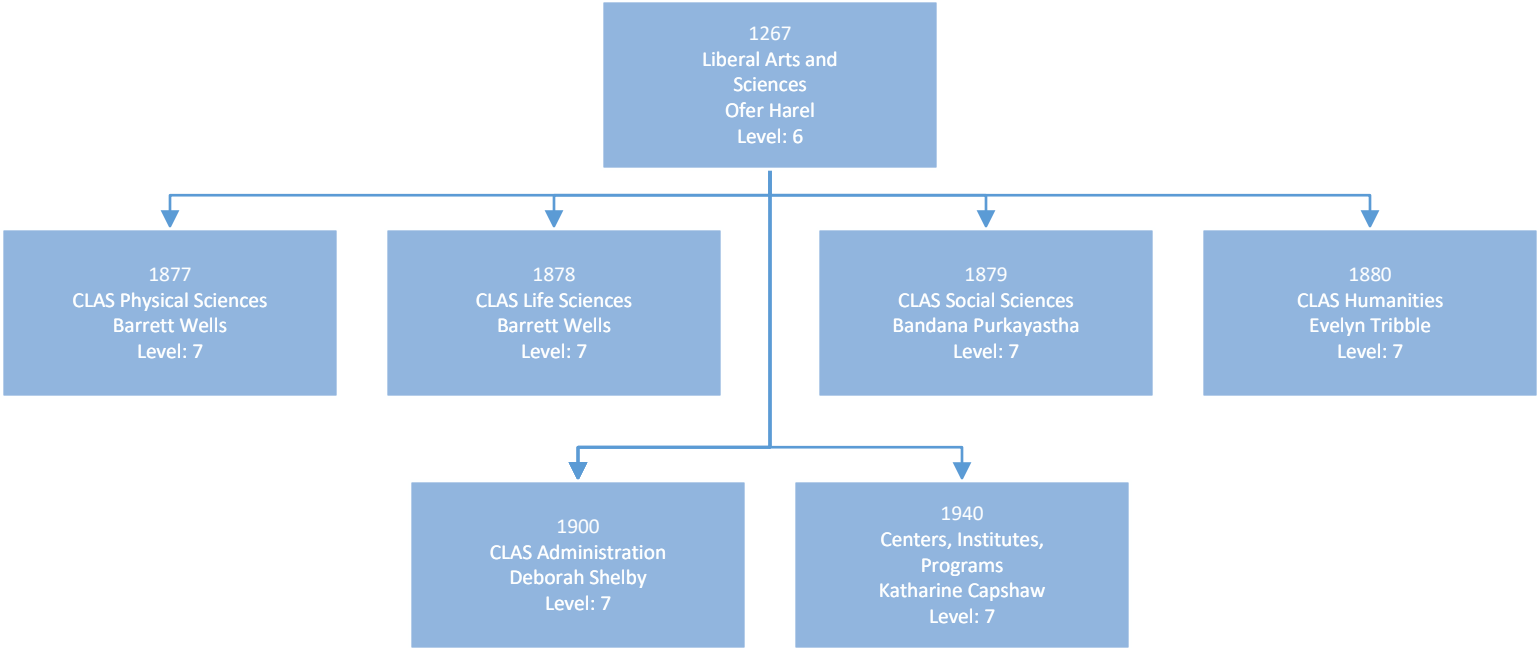 1267
Liberal Arts and
Sciences
Ofer Harel
Level: 6
1877
CLAS Physical Sciences
Barrett Wells
Level: 7
1878
CLAS Life Sciences
Barrett Wells
Level: 7
1879
CLAS Social Sciences
Bandana Purkayastha
Level: 7
1880
CLAS Humanities
Evelyn Tribble
Level: 7
1900
CLAS Administration
Deborah Shelby
Level: 7
1940
Centers, Institutes,
Programs
Katharine Capshaw
Level: 7